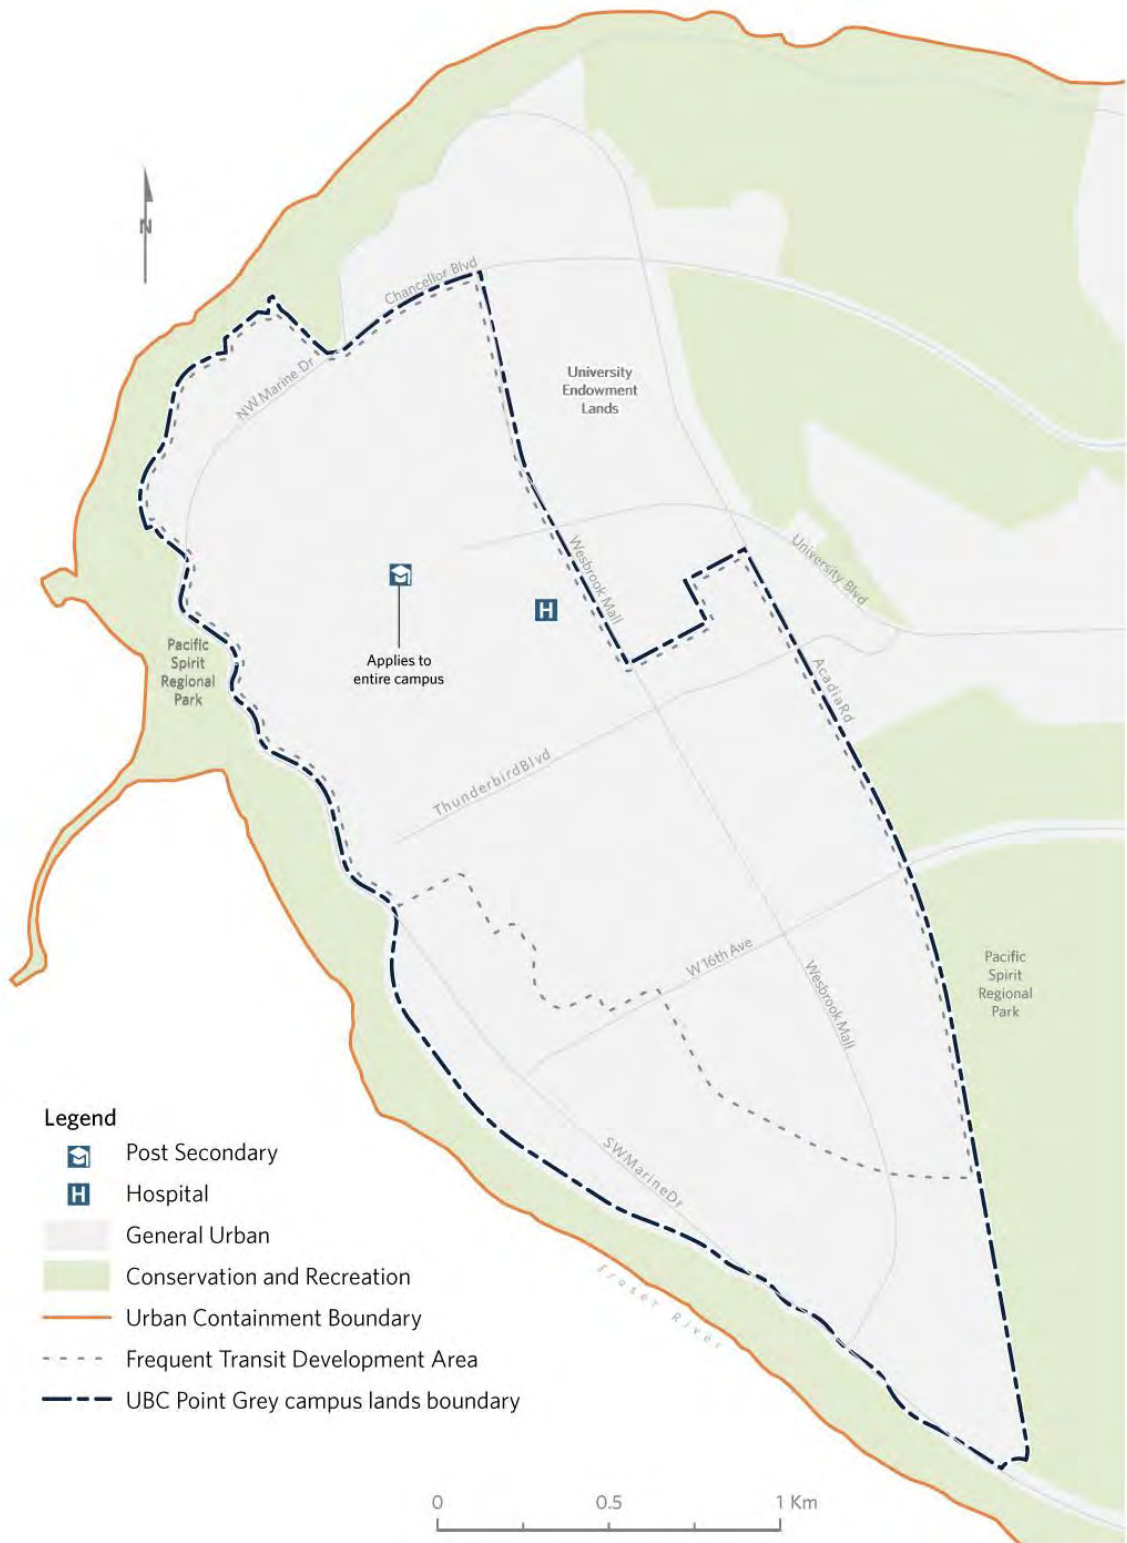 N
Chancellor Blvd
NW Marine Dr
University
Endowment
Lands
Wesbrook Mall
University Blvd
H
Applies to
entire campus
Pacific
Spirit
Regional
Park
Acadia Rd
Thunderbird Blvd
W 16th Ave
Wesbrook Mall
Pacific
Spirit
Regional
Park
SW Marine Dr
Fraser River
Legend
Post Secondary
H Hospital
General Urban
Conservation and Recreation
Urban Containment Boundary
Frequent Transit Development Area
UBC Point Grey campus lands boundary
0 0.5 1 Km